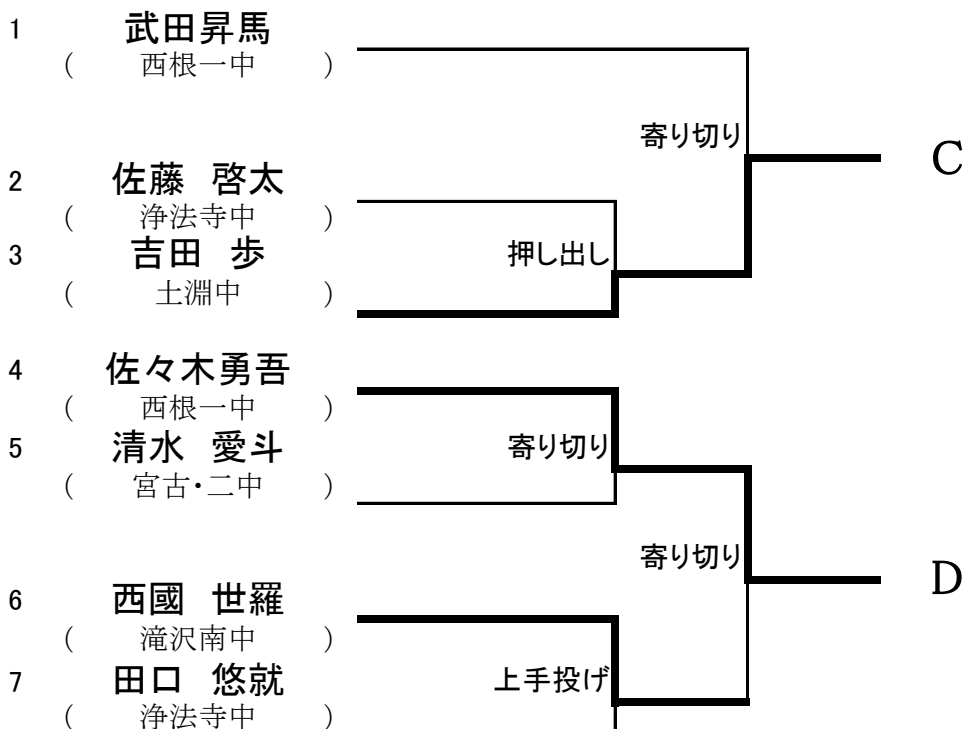 1 武田昇馬
( 西根一中 )
寄り切り
C
2 佐藤 啓太
( 浄法寺中 )
3 吉田 歩
押し出し
( 土淵中 )
4 佐々木勇吾
( 西根一中 )
5 清水 愛斗
寄り切り
( 宮古・二中 )
寄り切り
D
6 西國 世羅
( 滝沢南中 )
7 田口 悠就
上手投げ
( 浄法寺中 )